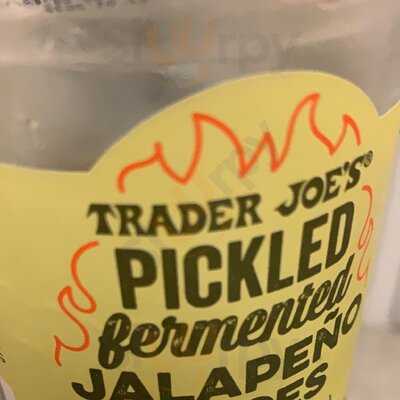 TRADER JOE'S®
PICKLED
fermented
JALAPEÑO